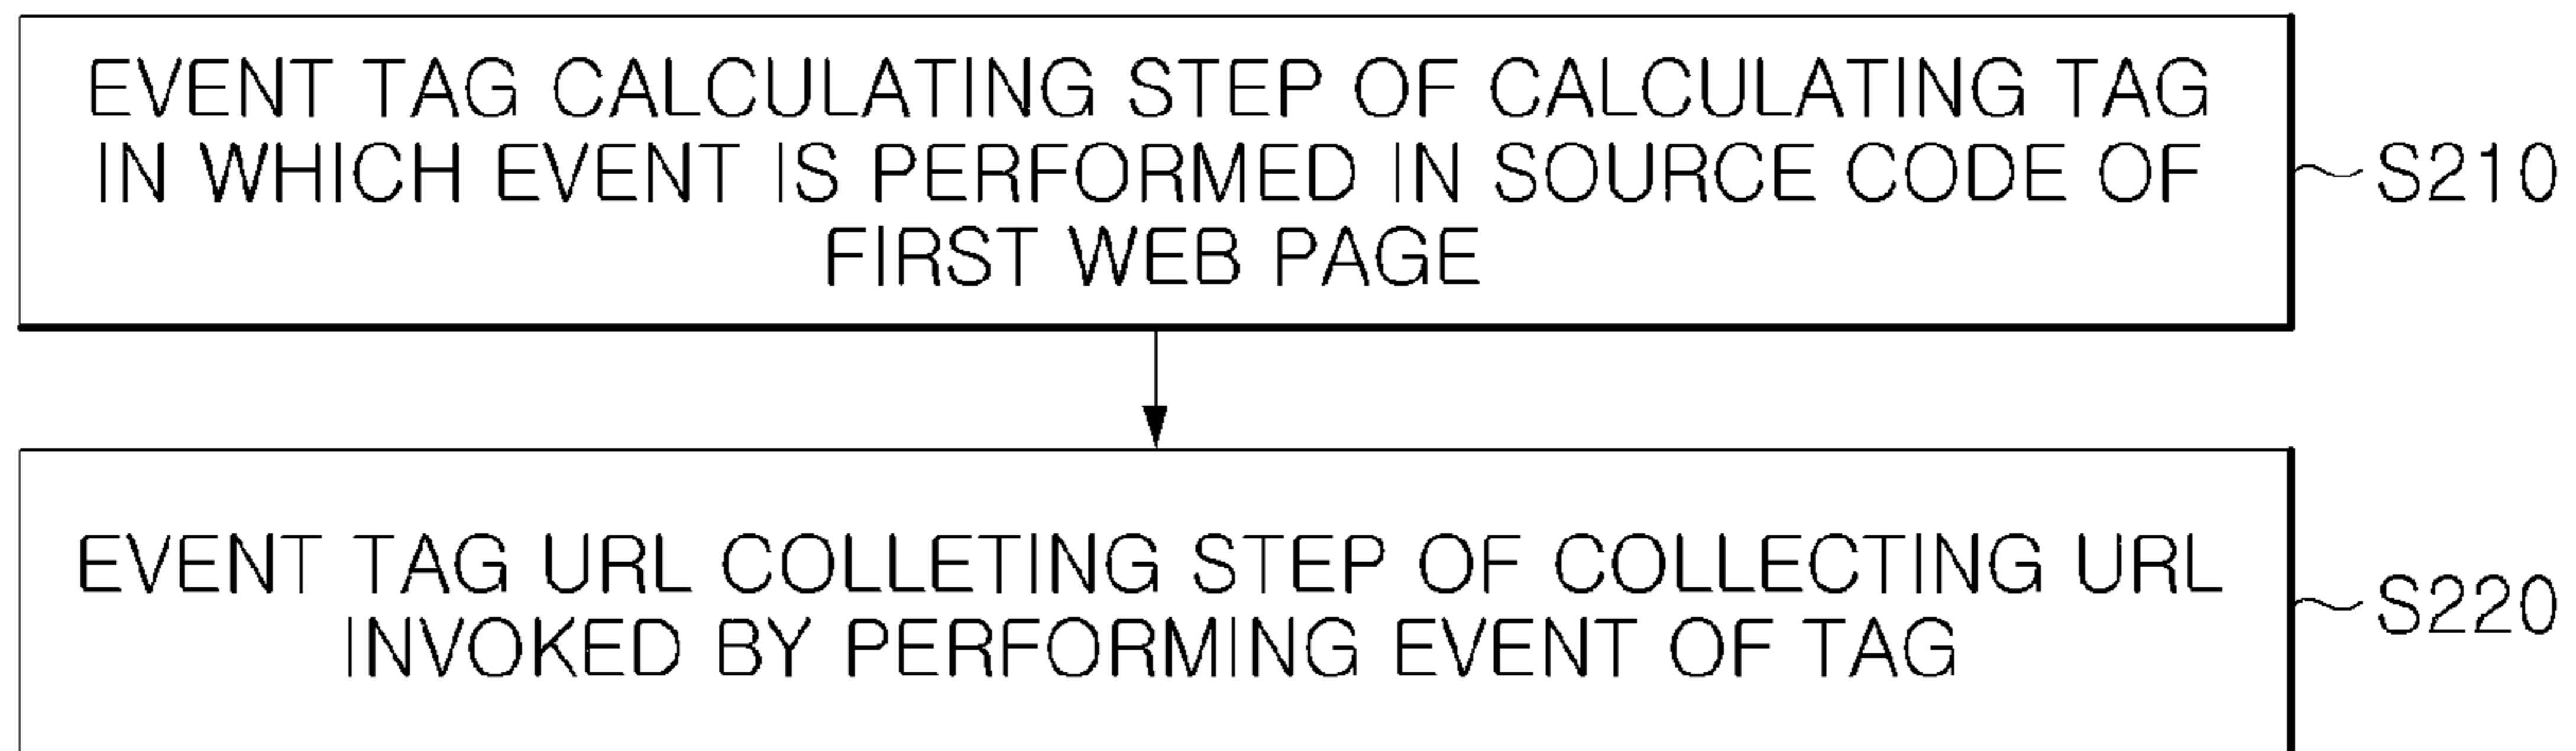 EVENT TAG CALCULATING STEP OF CALCULATING TAG
IN WHICH EVENT IS PERFORMED IN SOURCE CODE OF
FIRST WEB PAGE
S210
EVENT TAG URL COLLETING STEP OF COLLECTING URL
INVOKED BY PERFORMING EVENT OF TAG
S220